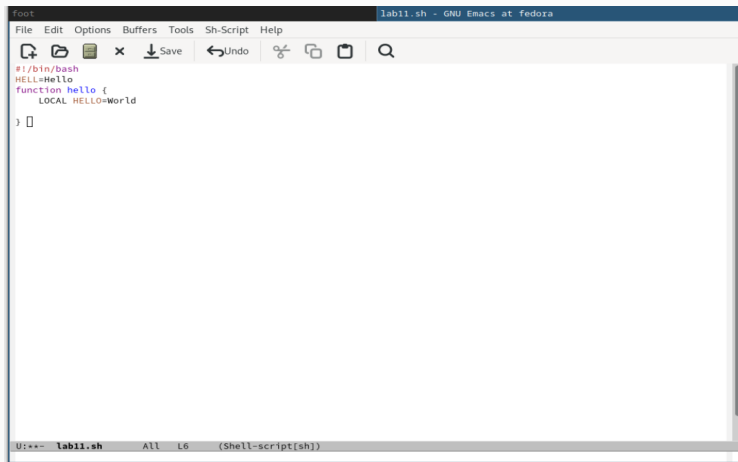 foot
lab11.sh - GNU Emacs at fedora
File Edit Options Buffers Tools Sh-Script Help
Save Undo
#!/bin/bash
HELL=Hello
function hello {
    LOCAL HELLO=World
}
U:**- lab11.sh All L6 (Shell-script[sh])